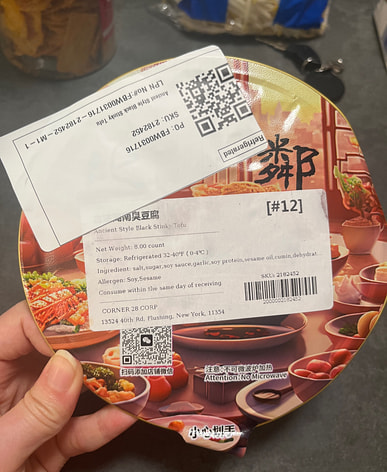 LPN No#:FBW0031716-2182452-M1-1
Ancient Style Black Stinky Tofu
SKU: 2182452
PO: FBW0031716
Refrigerated
鄰
南臭豆腐
[#12]
Ancient Style Black Stinky Tofu
Net Weight: 8.00 count
Storage: Refrigerated 32-40°F (0-4°C)
Ingredient: salt,sugar,soy sauce,garlic,soy protein,sesame oil,cumin,dehydrat
Allergen: Soy,Sesame
Consume within the same day of receiving
SKU: 2182452
CORNER 28 CORP
13524 40th Rd, Flushing, New York, 11354
扫码添加店铺微信
注意:不可微波炉加热
Attention: No Microwave
小心划手